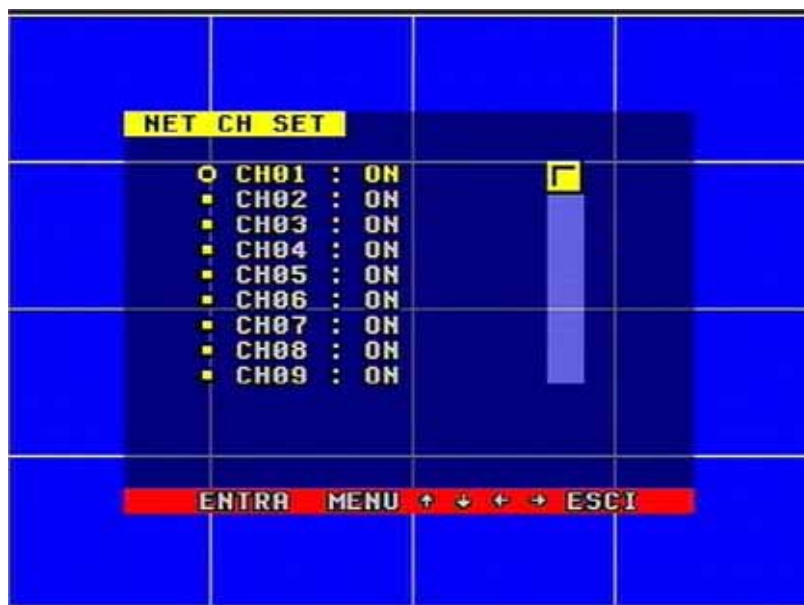 NET CH SET
CH01 : ON
CH02 : ON
CH03 : ON
CH04 : ON
CH05 : ON
CH06 : ON
CH07 : ON
CH08 : ON
CH09 : ON
ENTRA MENU ↑ ↓ ← → ESCI